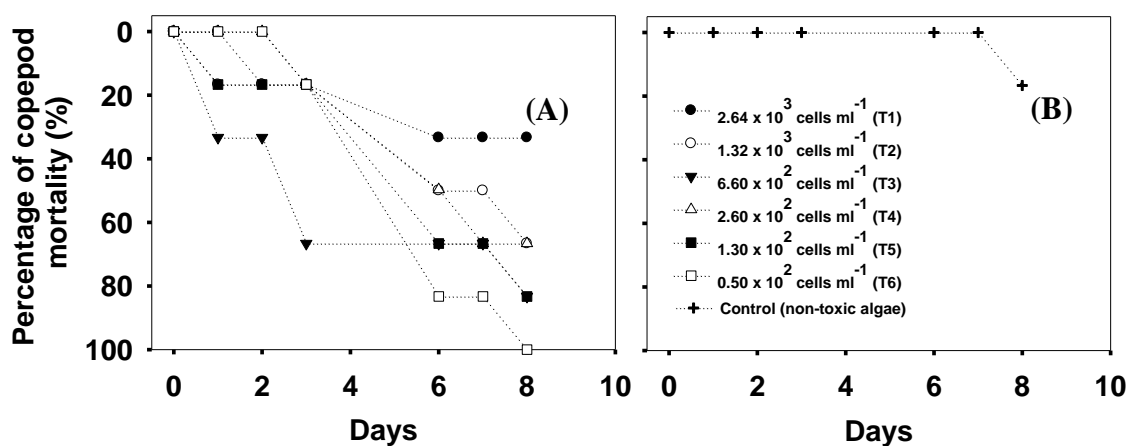 Percentage of copepod
mortality (%)
0
20
40
60
80
100
(A)
0 2 4 6 8 10
Days
(B)
2.64 x 10³ cells ml⁻¹ (T1)
1.32 x 10³ cells ml⁻¹ (T2)
6.60 x 10² cells ml⁻¹ (T3)
2.60 x 10² cells ml⁻¹ (T4)
1.30 x 10² cells ml⁻¹ (T5)
0.50 x 10² cells ml⁻¹ (T6)
Control (non-toxic algae)
0 2 4 6 8 10
Days